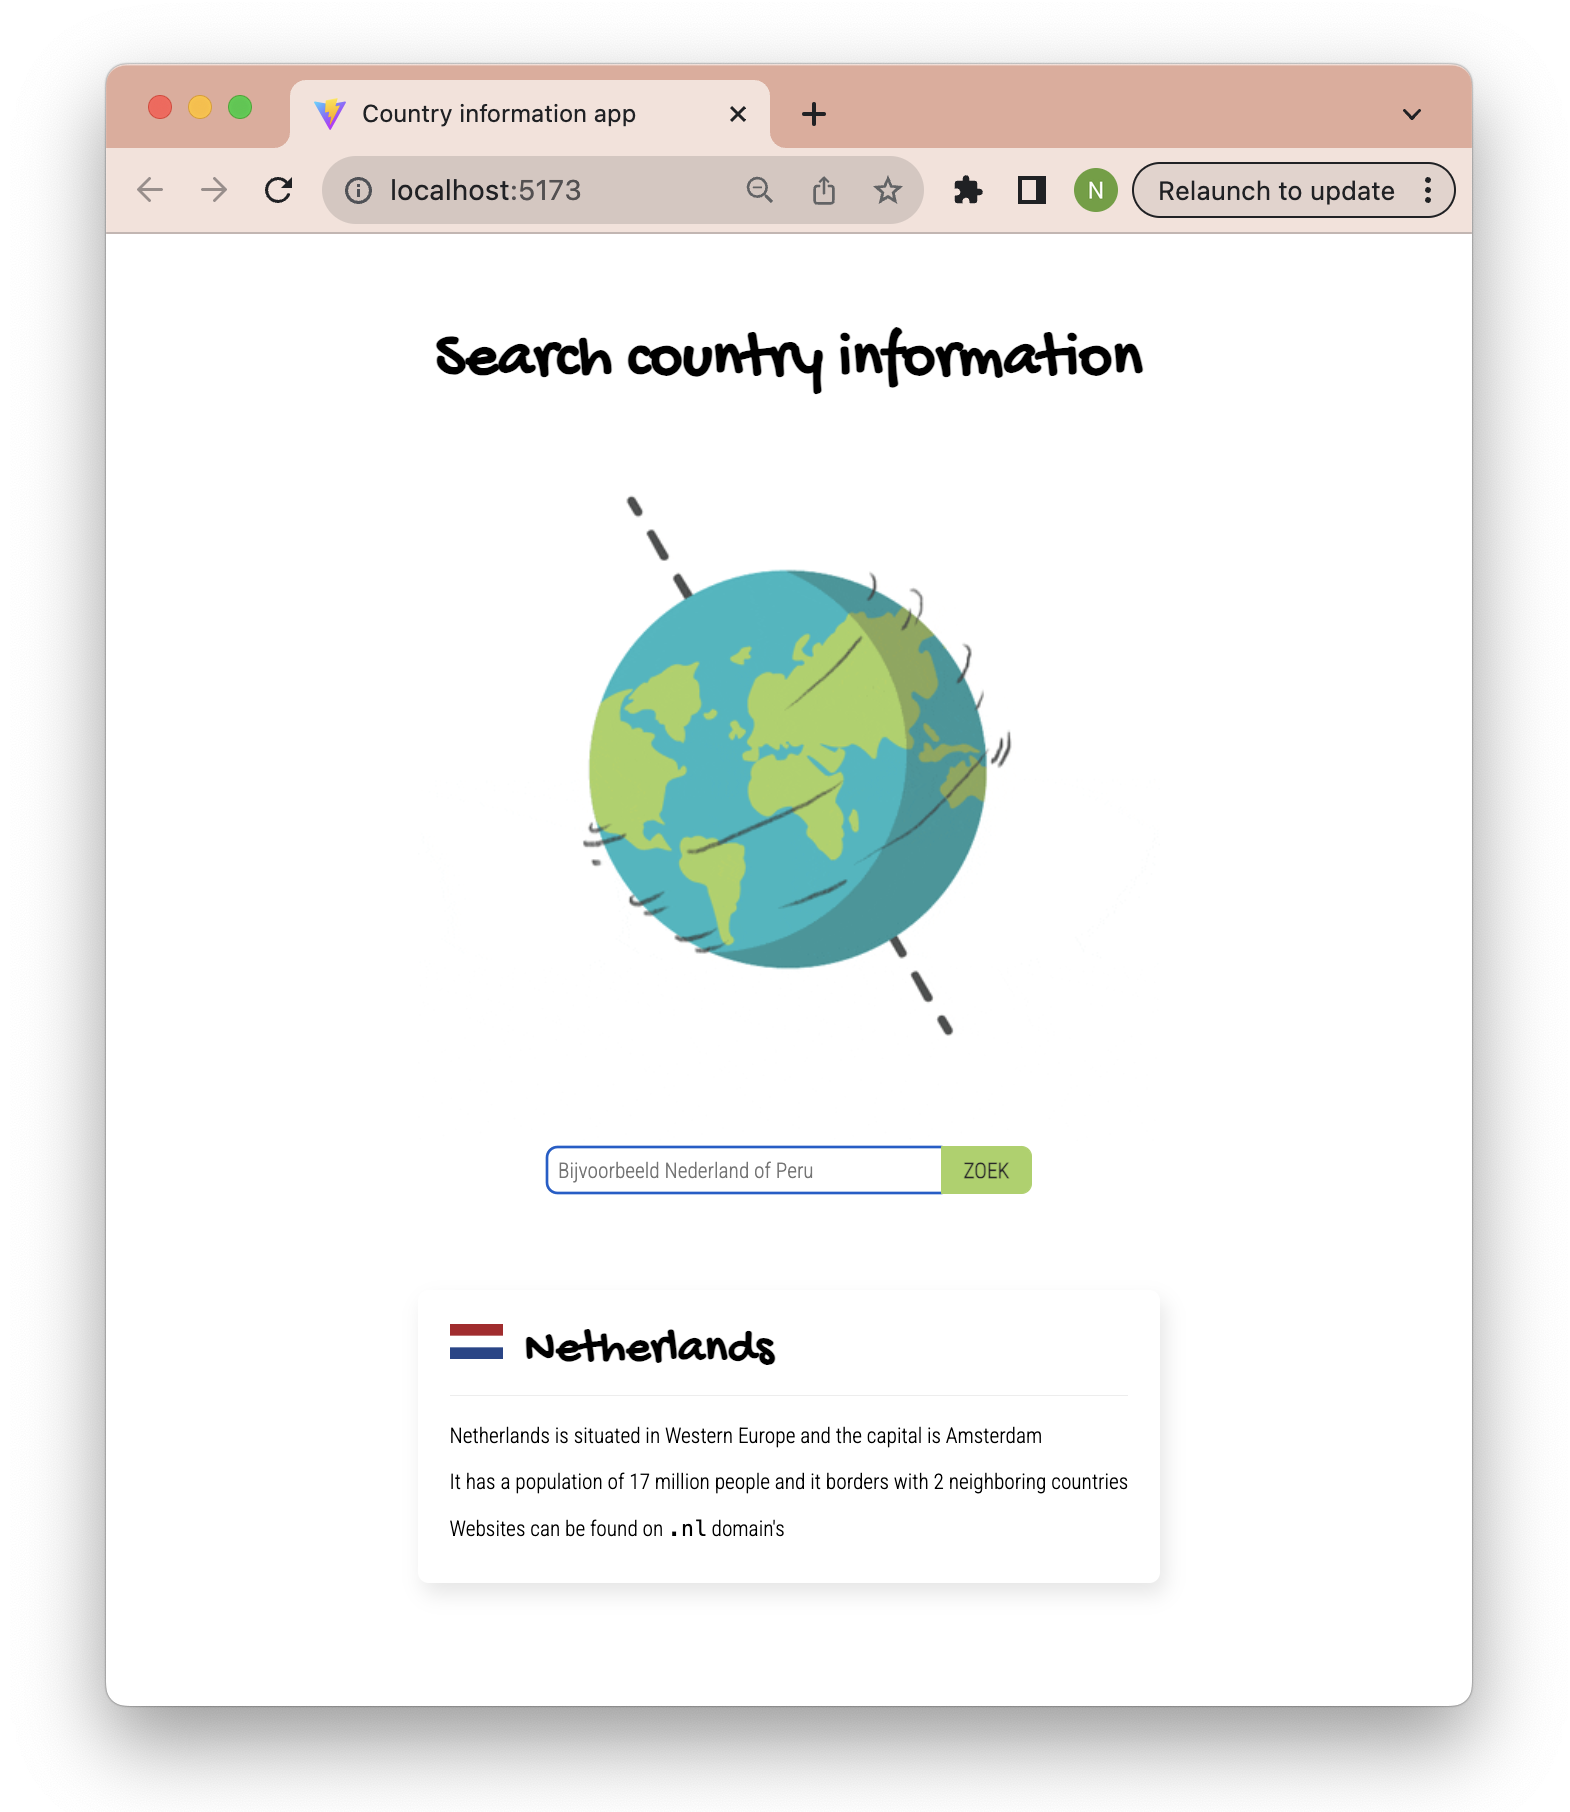 Country information app
localhost:5173
N
Relaunch to update
Search country information
Bijvoorbeeld Nederland of Peru
ZOEK
Netherlands
Netherlands is situated in Western Europe and the capital is Amsterdam
It has a population of 17 million people and it borders with 2 neighboring countries
Websites can be found on .nl domain's